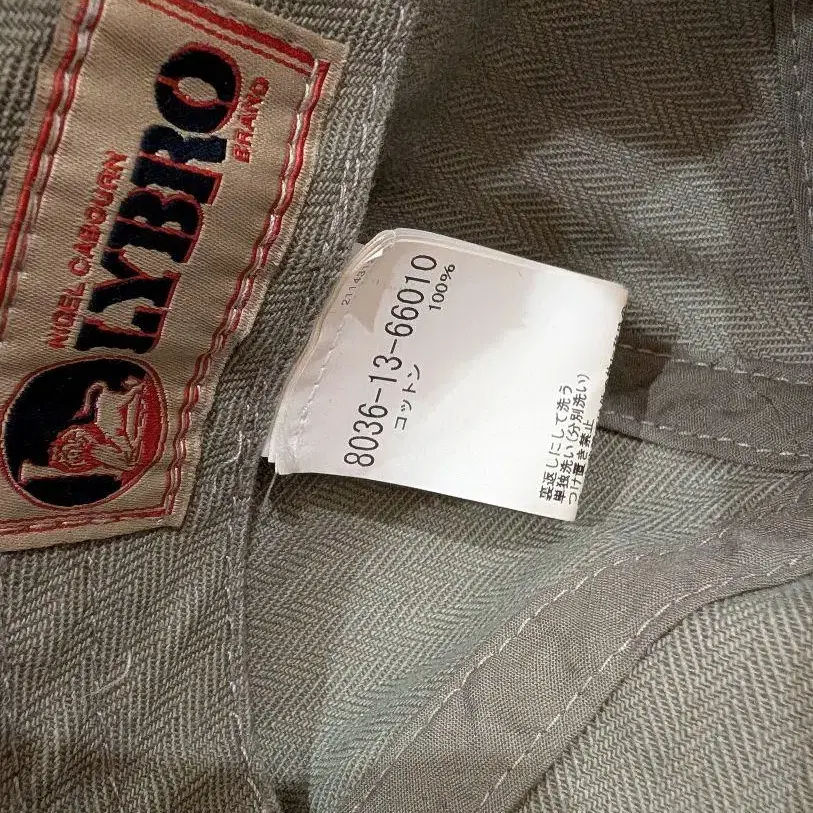 NIGEL CABOURN
LYBRO
BRAND
8036-13-66010
コットン 100%
裏返しにして洗う
単独洗い(分別洗い)
つけ置き禁止